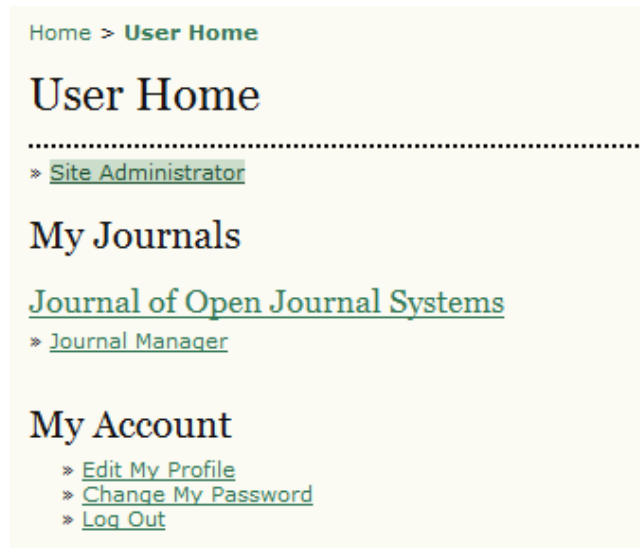 Home > User Home
User Home
» Site Administrator
My Journals
Journal of Open Journal Systems
» Journal Manager
My Account
» Edit My Profile
» Change My Password
» Log Out